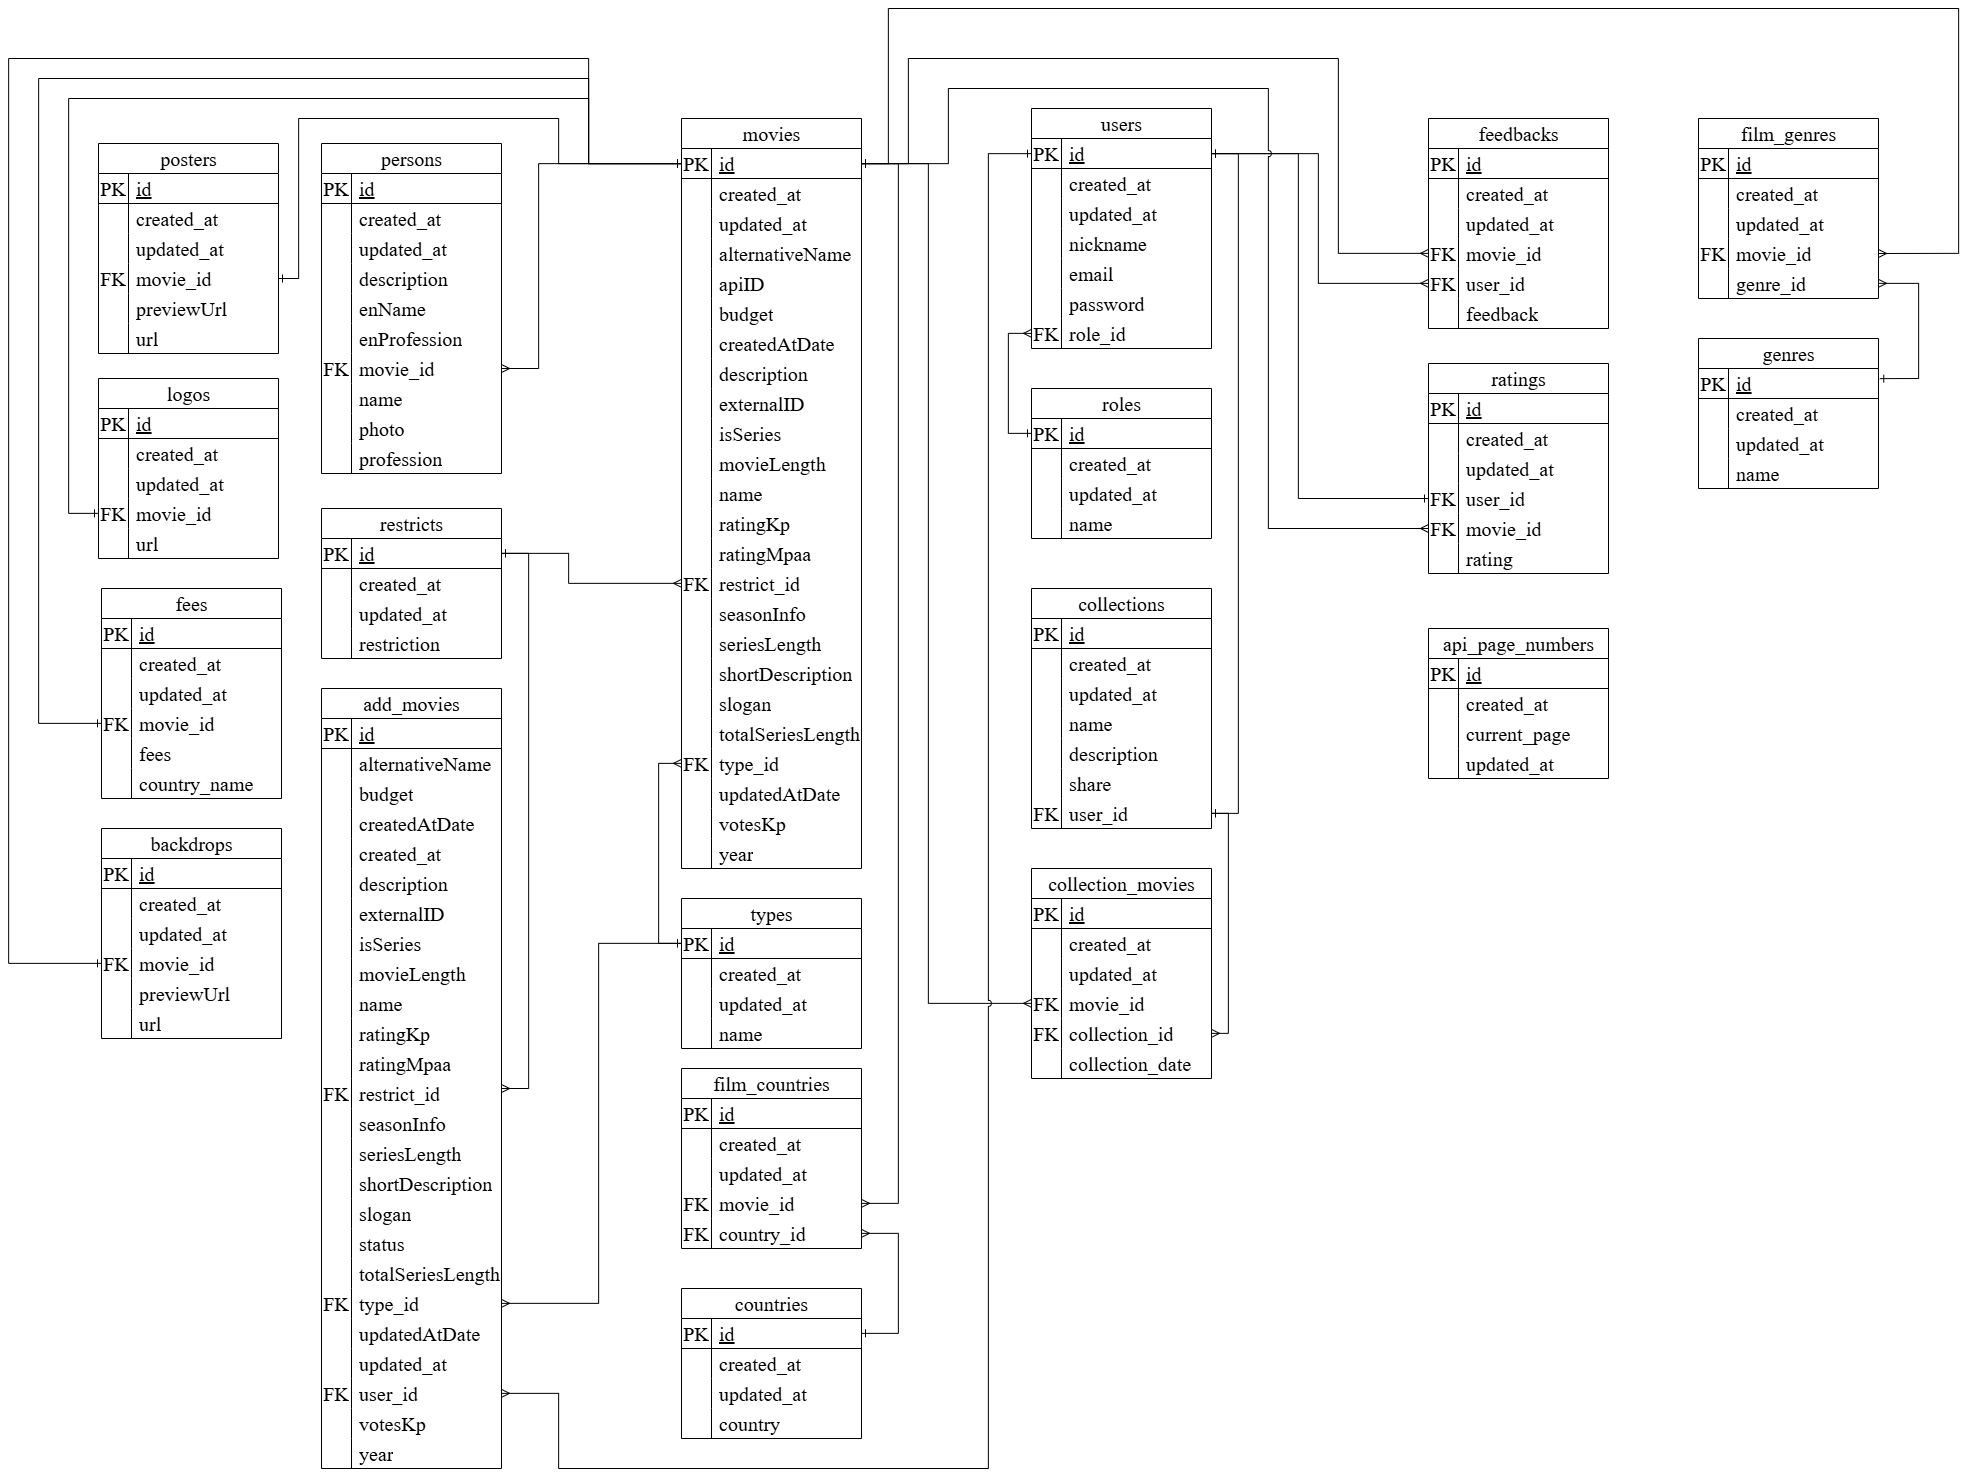 posters
PK id
created_at
updated_at
FK movie_id
previewUrl
url
logos
PK id
created_at
updated_at
FK movie_id
url
fees
PK id
created_at
updated_at
FK movie_id
fees
country_name
backdrops
PK id
created_at
updated_at
FK movie_id
previewUrl
url
persons
PK id
created_at
updated_at
description
enName
enProfession
FK movie_id
name
photo
profession
restricts
PK id
created_at
updated_at
restriction
add_movies
PK id
alternativeName
budget
createdAtDate
created_at
description
externalID
isSeries
movieLength
name
ratingKp
ratingMpaa
FK restrict_id
seasonInfo
seriesLength
shortDescription
slogan
status
totalSeriesLength
FK type_id
updatedAtDate
updated_at
FK user_id
votesKp
year
movies
PK id
created_at
updated_at
alternativeName
apiID
budget
createdAtDate
description
externalID
isSeries
movieLength
name
ratingKp
ratingMpaa
FK restrict_id
seasonInfo
seriesLength
shortDescription
slogan
totalSeriesLength
FK type_id
updatedAtDate
votesKp
year
types
PK id
created_at
updated_at
name
film_countries
PK id
created_at
updated_at
FK movie_id
FK country_id
countries
PK id
created_at
updated_at
country
users
PK id
created_at
updated_at
nickname
email
password
FK role_id
roles
PK id
created_at
updated_at
name
collections
PK id
created_at
updated_at
name
description
share
FK user_id
collection_movies
PK id
created_at
updated_at
FK movie_id
FK collection_id
collection_date
feedbacks
PK id
created_at
updated_at
FK movie_id
FK user_id
feedback
ratings
PK id
created_at
updated_at
FK user_id
FK movie_id
rating
api_page_numbers
PK id
created_at
current_page
updated_at
film_genres
PK id
created_at
updated_at
FK movie_id
genre_id
genres
PK id
created_at
updated_at
name